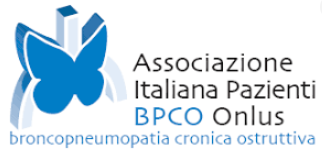 Associazione
Italiana Pazienti
BPCO Onlus
broncopneumopatia cronica ostruttiva